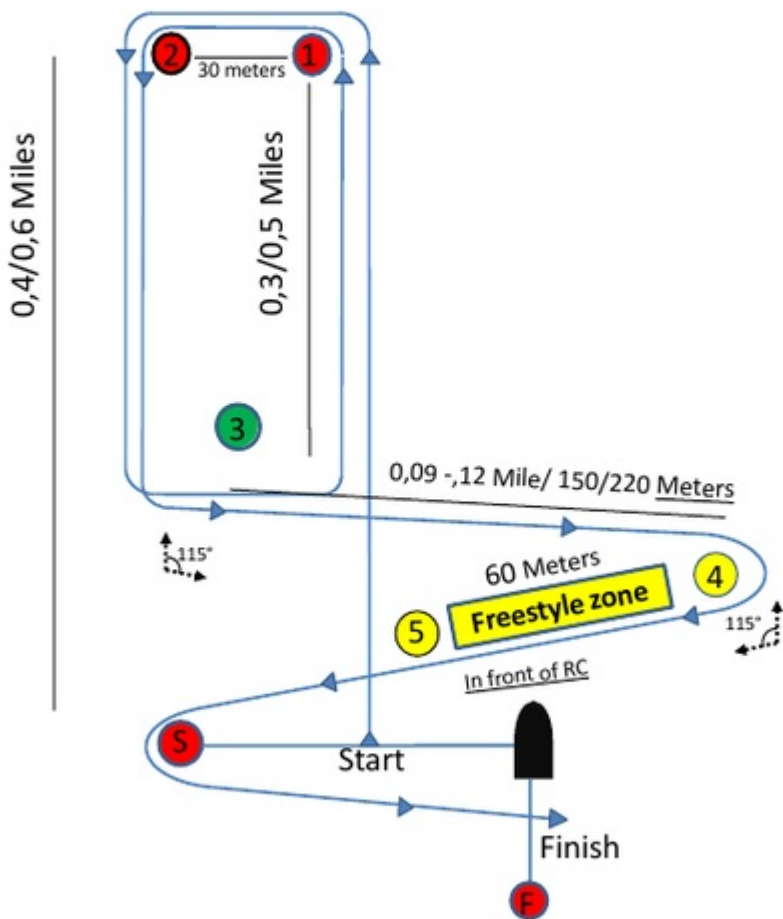 2
1
30 meters
0,4/0,6 Miles
0,3/0,5 Miles
3
0,09 -,12 Mile/ 150/220 Meters
115°
60 Meters
4
Freestyle zone
5
115°
In front of RC
S
Start
Finish
F